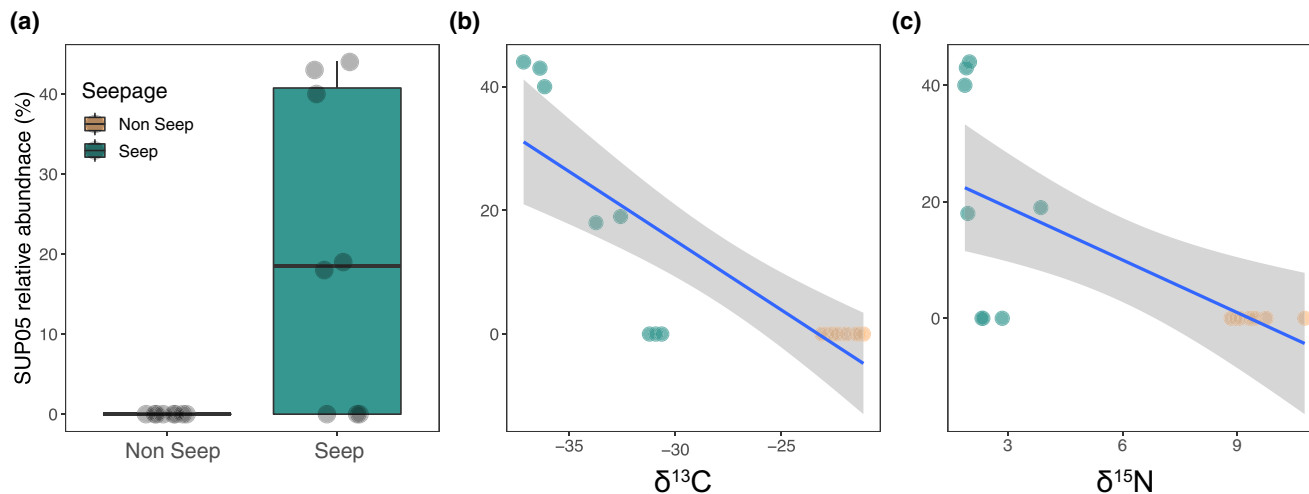 (a)
SUP05 relative abundnace (%)
40
30
20
10
0
Seepage
Non Seep
Seep
Non Seep
Seep
(b)
40
20
0
−35
−30
−25
δ¹³C
(c)
40
20
0
3
6
9
δ¹⁵N